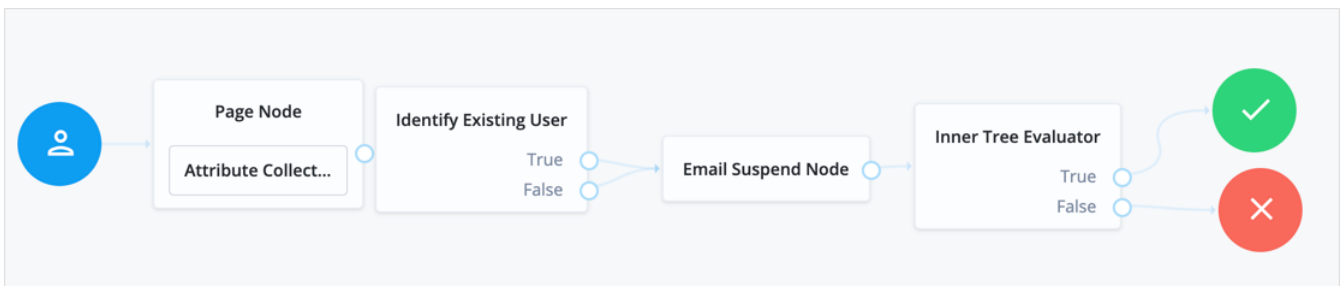 Page Node
Attribute Collect...
Identify Existing User
True
False
Email Suspend Node
Inner Tree Evaluator
True
False